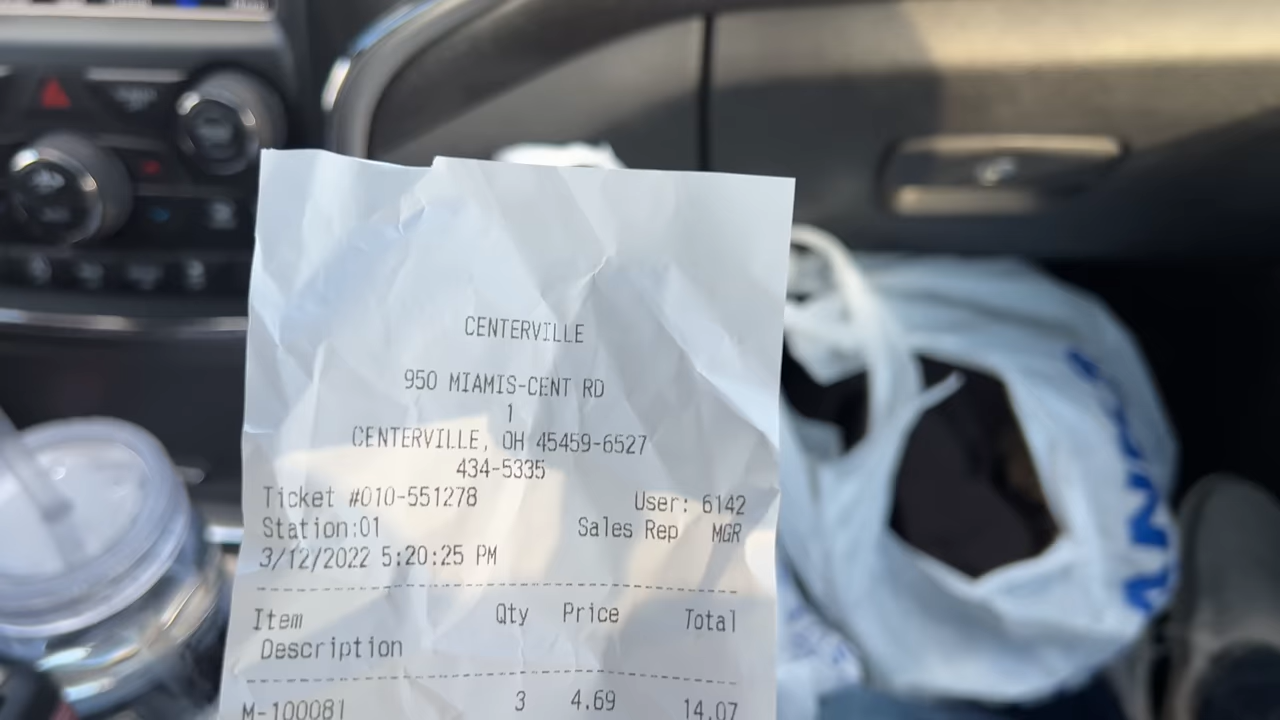 CENTERVILLE
950 MIAMIS-CENT RD
1
CENTERVILLE, OH 45459-6527
434-5335
Ticket #010-551278 User: 6142
Station:01 Sales Rep MGR
3/12/2022 5:20:25 PM
Item Qty Price Total
Description
M-100081 3 4.69 14.07